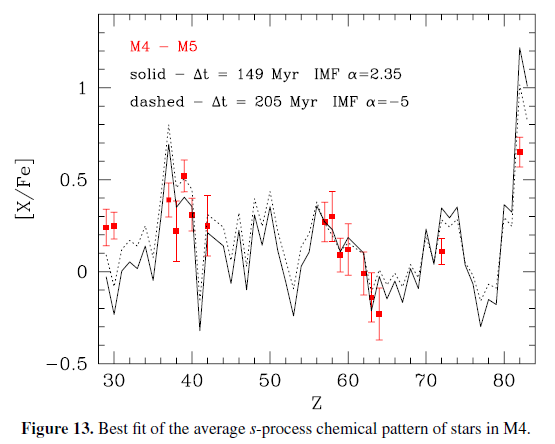 M4 – M5
solid – Δt = 149 Myr IMF α=2.35
dashed – Δt = 205 Myr IMF α=–5
[X/Fe]
1
0.5
0
−0.5
30 40 50 60 70 80
Z
Figure 13. Best fit of the average s-process chemical pattern of stars in M4.